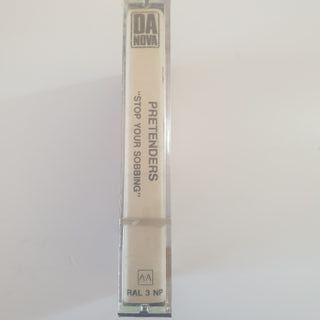 DA
NOVA
PRETENDERS
"STOP YOUR SOBBING"
RAL 3 NP